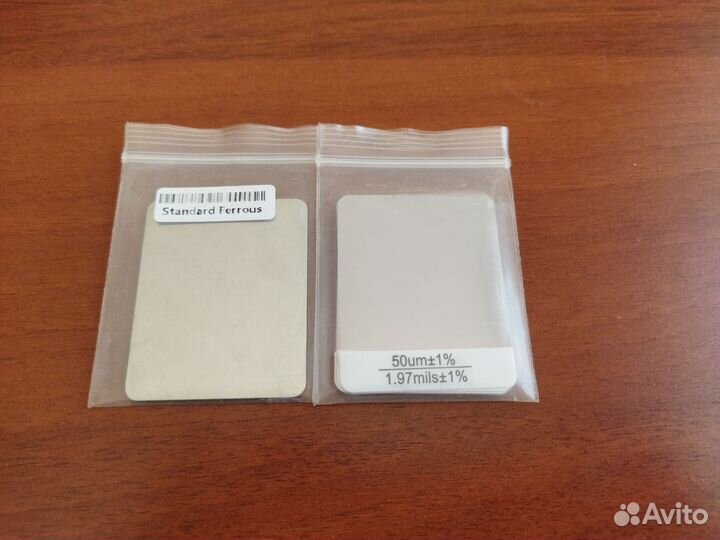 Standard Ferrous
50um±1%
1.97mils±1%
Avito